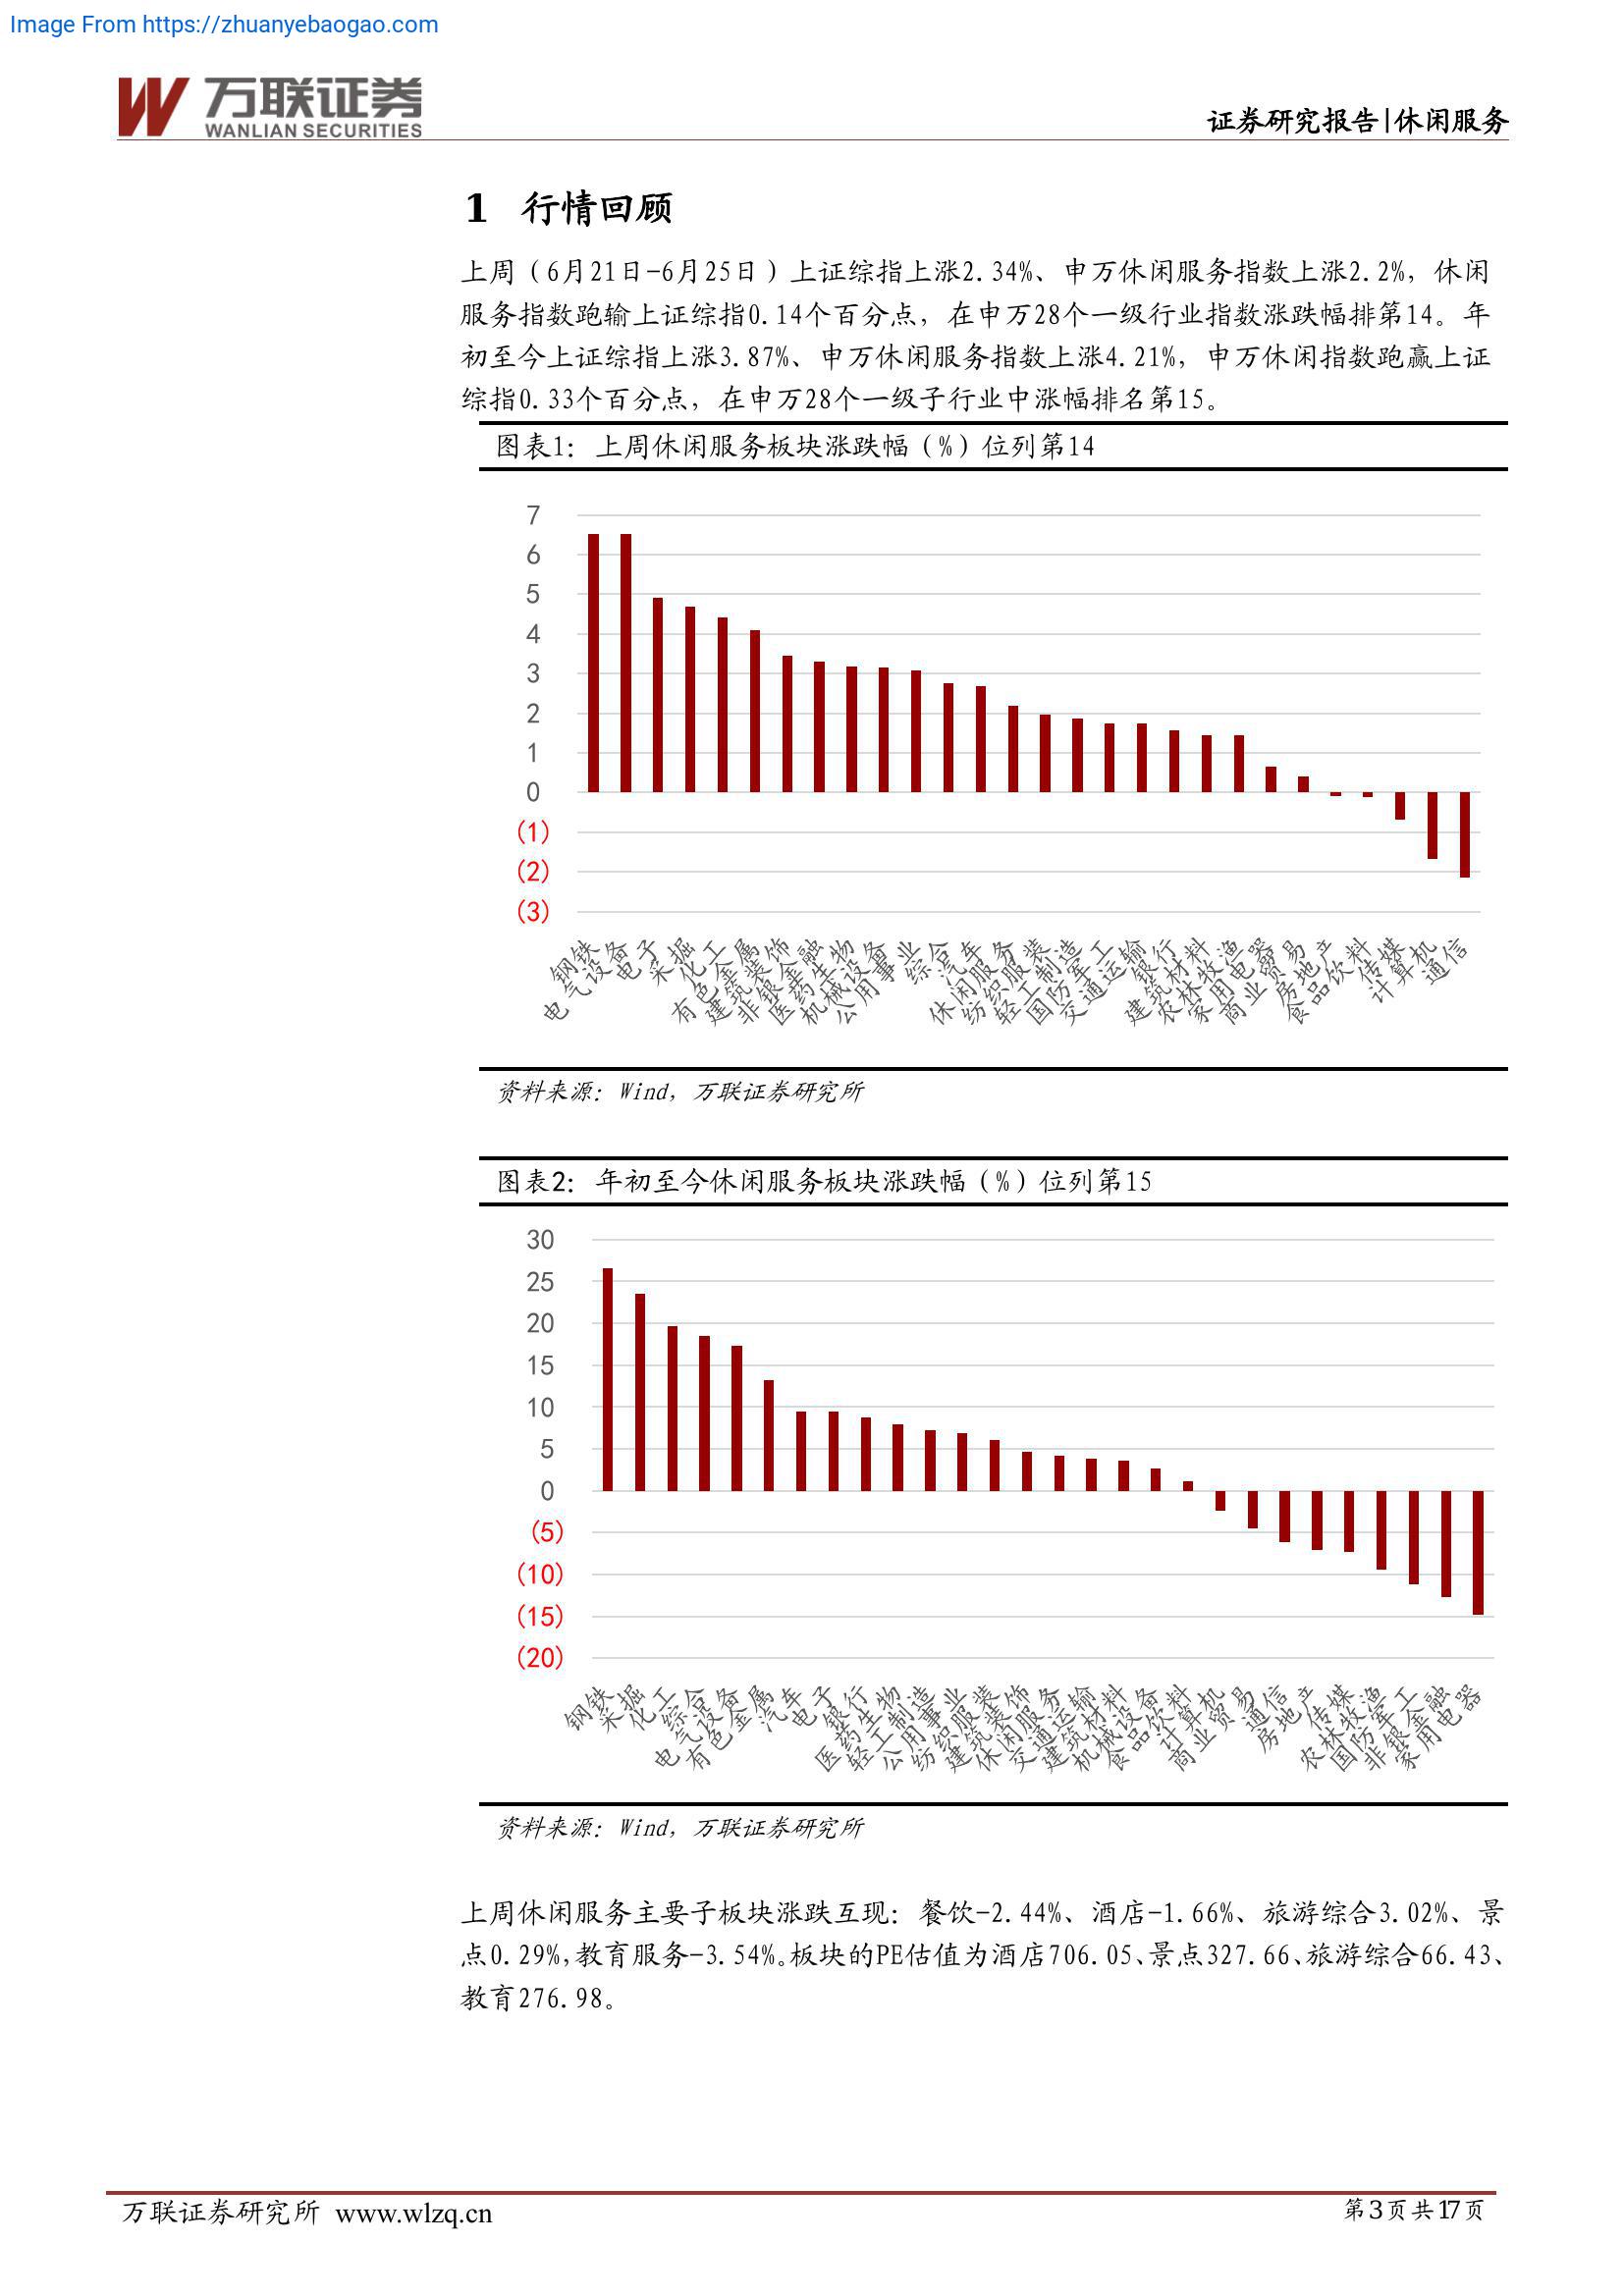 Image From https://zhuanyebaogao.com
万联证券
WANLIAN SECURITIES
证券研究报告|休闲服务
1 行情回顾
上周（6月21日-6月25日）上证综指上涨2.34%、申万休闲服务指数上涨2.2%，休闲
服务指数跑输上证综指0.14个百分点，在申万28个一级行业指数涨跌幅排第14。年
初至今上证综指上涨3.87%、申万休闲服务指数上涨4.21%，申万休闲指数跑赢上证
综指0.33个百分点，在申万28个一级子行业中涨幅排名第15。
图表1：上周休闲服务板块涨跌幅（%）位列第14
7
6
5
4
3
2
1
0
(1)
(2)
(3)
钢铁
电气设备
电子
采掘
化工
有色金属
建筑装饰
非银金融
医药生物
机械设备
公用事业
综合
汽车
休闲服务
纺织服装
轻工制造
国防军工
交通运输
银行
建筑材料
农林牧渔
家用电器
商业贸易
房地产
食品饮料
传媒
计算机
通信
资料来源：Wind，万联证券研究所
图表2：年初至今休闲服务板块涨跌幅（%）位列第15
30
25
20
15
10
5
0
(5)
(10)
(15)
(20)
钢铁
采掘
化工
综合
电气设备
有色金属
汽车
电子
银行
医药生物
轻工制造
公用事业
纺织服装
建筑装饰
休闲服务
交通运输
建筑材料
机械设备
食品饮料
计算机
商业贸易
通信
房地产
传媒
农林牧渔
国防军工
非银金融
家用电器
资料来源：Wind，万联证券研究所
上周休闲服务主要子板块涨跌互现：餐饮-2.44%、酒店-1.66%、旅游综合3.02%、景
点0.29%,教育服务-3.54%。板块的PE估值为酒店706.05、景点327.66、旅游综合66.43、
教育276.98。
万联证券研究所 www.wlzq.cn
第3页共17页